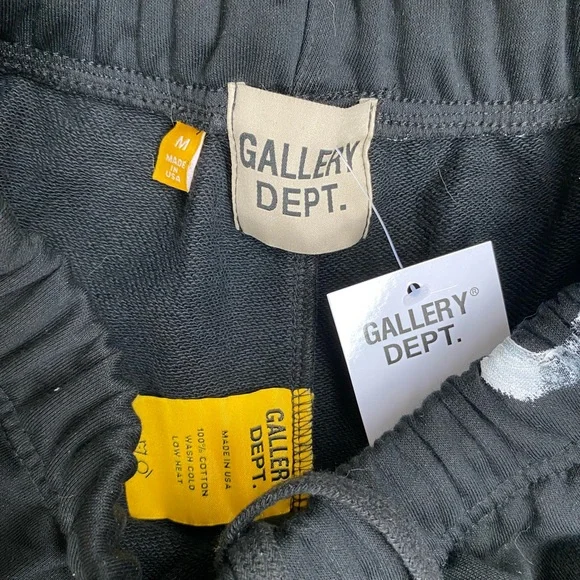 M
MADE
IN
USA
GALLERY
DEPT.
GALLERY®
DEPT.
GALLERY
DEPT.
MADE IN USA
100% COTTON
WASH COLD
LOW HEAT